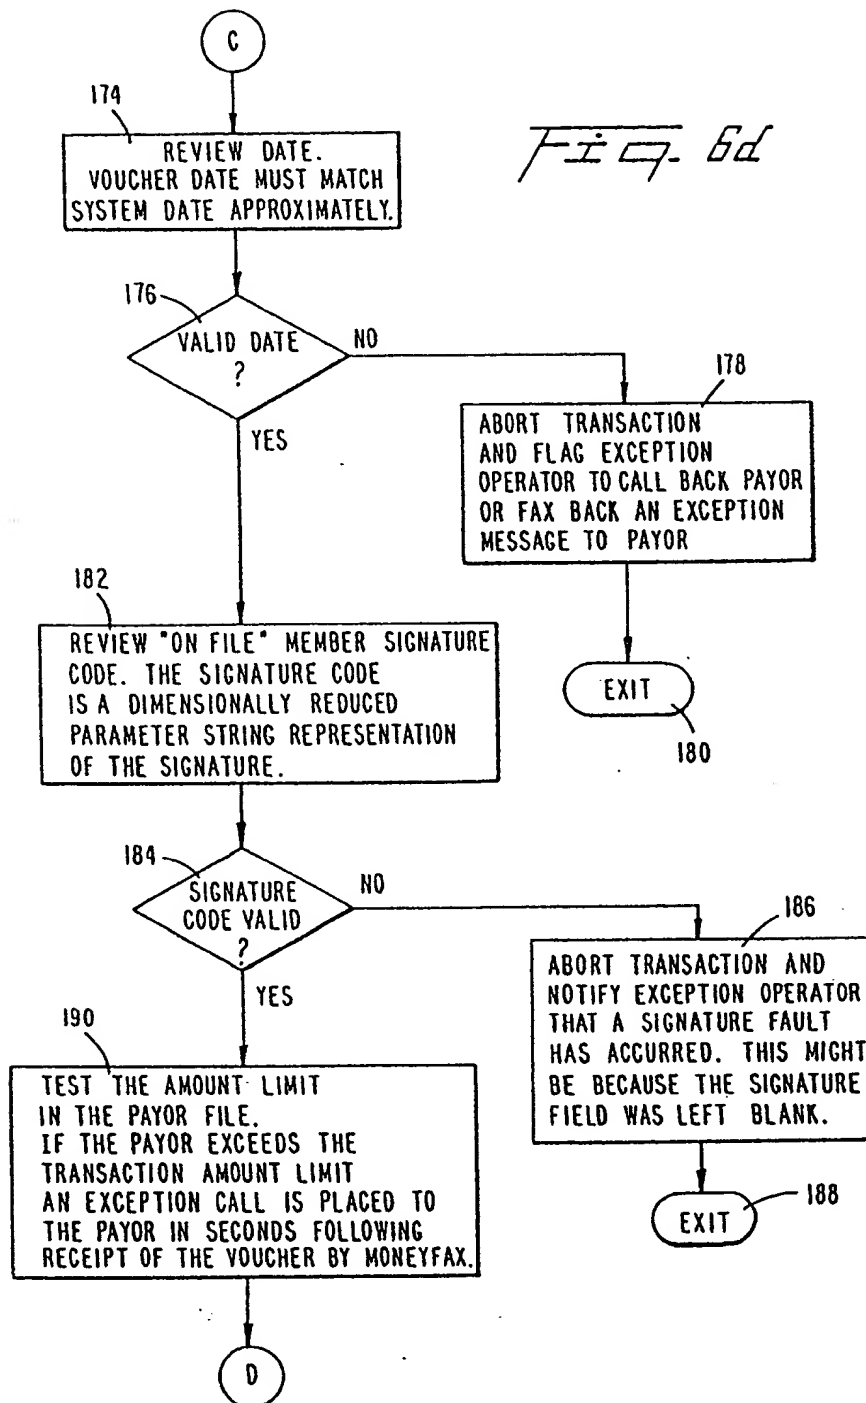 C
174
Fig. 6d
REVIEW DATE.
VOUCHER DATE MUST MATCH
SYSTEM DATE APPROXIMATELY.
176
VALID DATE
?
NO
YES
178
ABORT TRANSACTION
AND FLAG EXCEPTION
OPERATOR TO CALL BACK PAYOR
OR FAX BACK AN EXCEPTION
MESSAGE TO PAYOR
EXIT
180
182
REVIEW "ON FILE" MEMBER SIGNATURE
CODE. THE SIGNATURE CODE
IS A DIMENSIONALLY REDUCED
PARAMETER STRING REPRESENTATION
OF THE SIGNATURE.
184
SIGNATURE
CODE VALID
?
NO
YES
186
ABORT TRANSACTION AND
NOTIFY EXCEPTION OPERATOR
THAT A SIGNATURE FAULT
HAS ACCURRED. THIS MIGHT
BE BECAUSE THE SIGNATURE
FIELD WAS LEFT BLANK.
EXIT
188
190
TEST THE AMOUNT LIMIT
IN THE PAYOR FILE.
IF THE PAYOR EXCEEDS THE
TRANSACTION AMOUNT LIMIT
AN EXCEPTION CALL IS PLACED TO
THE PAYOR IN SECONDS FOLLOWING
RECEIPT OF THE VOUCHER BY MONEYFAX.
D